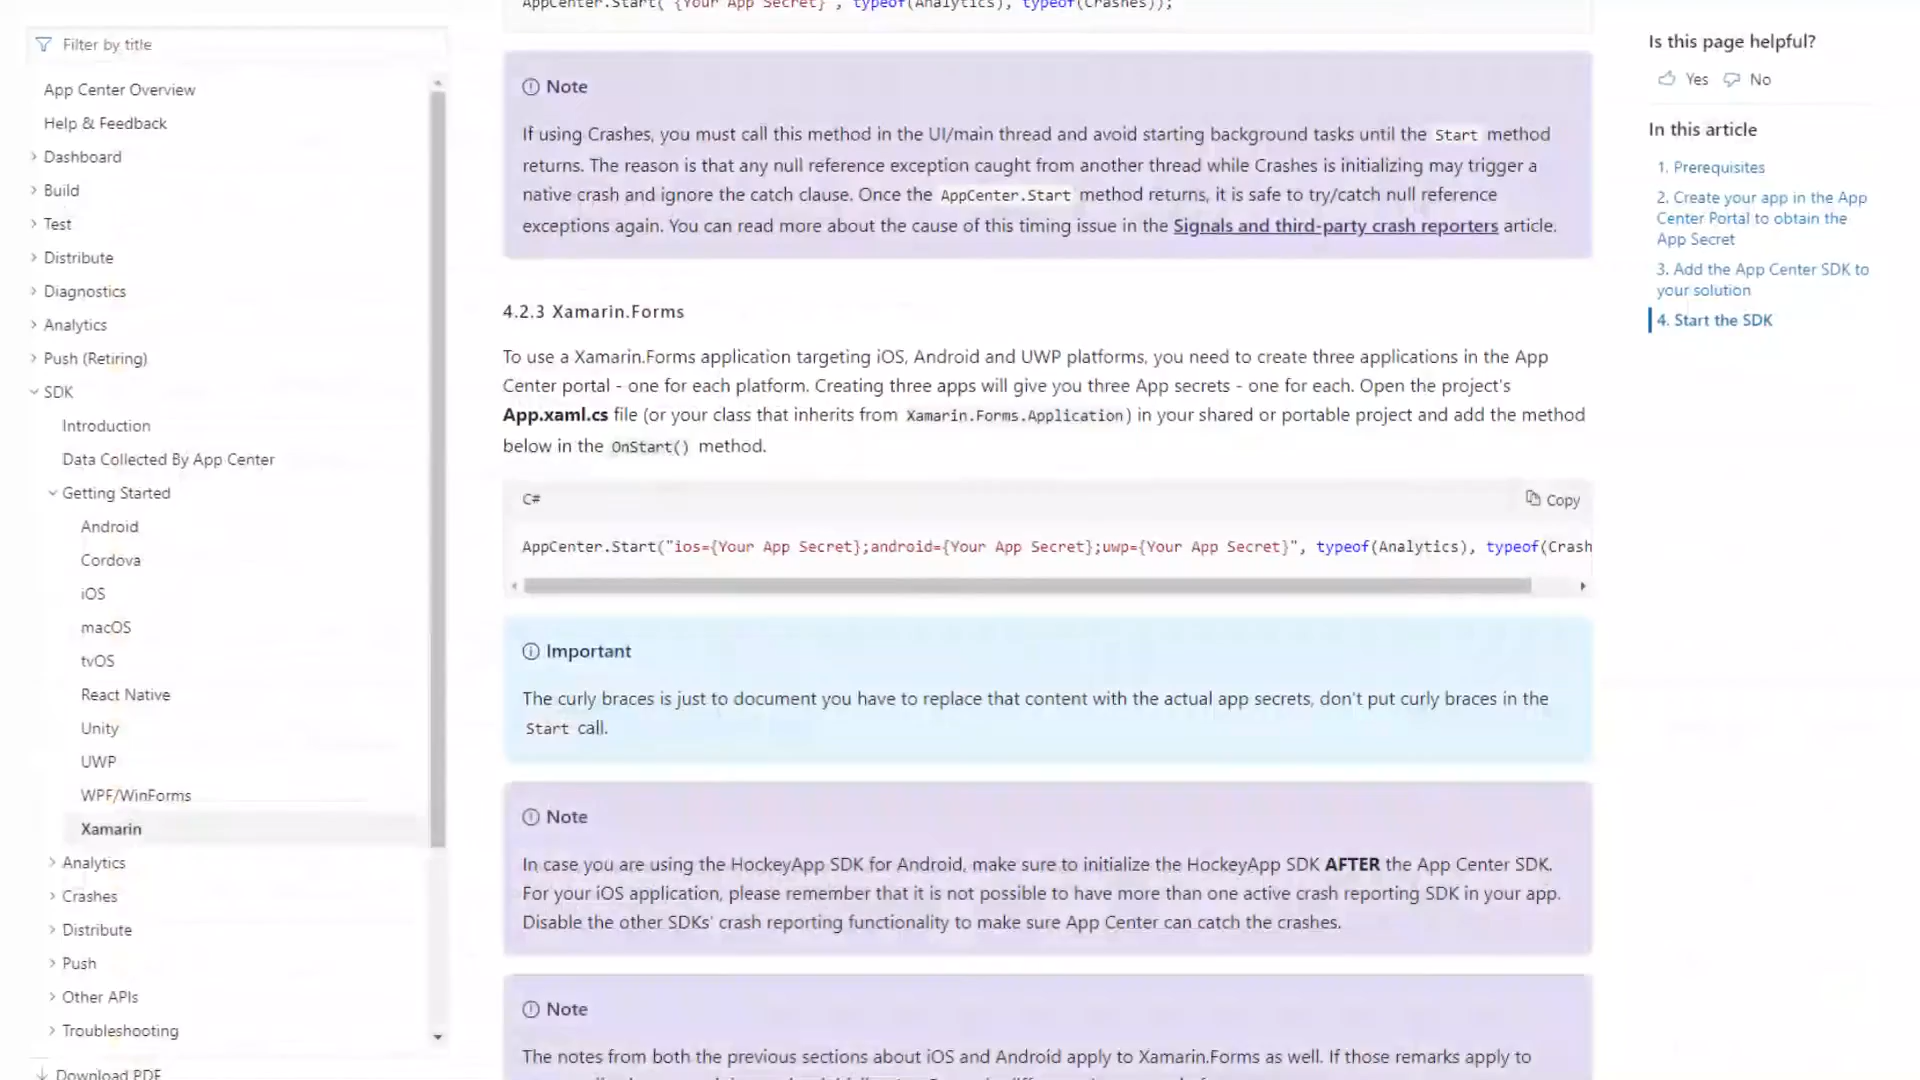 AppCenter.Start("{Your App Secret}", typeof(Analytics), typeof(Crashes));
Filter by title
App Center Overview
Help & Feedback
Dashboard
Build
Test
Distribute
Diagnostics
Analytics
Push (Retiring)
SDK
Introduction
Data Collected By App Center
Getting Started
Android
Cordova
iOS
macOS
tvOS
React Native
Unity
UWP
WPF/WinForms
Xamarin
Analytics
Crashes
Distribute
Push
Other APIs
Troubleshooting
Download PDF
Note
If using Crashes, you must call this method in the UI/main thread and avoid starting background tasks until the Start method
returns. The reason is that any null reference exception caught from another thread while Crashes is initializing may trigger a
native crash and ignore the catch clause. Once the AppCenter.Start method returns, it is safe to try/catch null reference
exceptions again. You can read more about the cause of this timing issue in the Signals and third-party crash reporters article.
4.2.3 Xamarin.Forms
To use a Xamarin.Forms application targeting iOS, Android and UWP platforms, you need to create three applications in the App
Center portal - one for each platform. Creating three apps will give you three App secrets - one for each. Open the project's
App.xaml.cs file (or your class that inherits from Xamarin.Forms.Application) in your shared or portable project and add the method
below in the OnStart() method.
C#
Copy
AppCenter.Start("ios={Your App Secret};android={Your App Secret};uwp={Your App Secret}", typeof(Analytics), typeof(Crash
Important
The curly braces is just to document you have to replace that content with the actual app secrets, don't put curly braces in the
Start call.
Note
In case you are using the HockeyApp SDK for Android, make sure to initialize the HockeyApp SDK AFTER the App Center SDK.
For your iOS application, please remember that it is not possible to have more than one active crash reporting SDK in your app.
Disable the other SDKs' crash reporting functionality to make sure App Center can catch the crashes.
Note
The notes from both the previous sections about iOS and Android apply to Xamarin.Forms as well. If those remarks apply to
Is this page helpful?
Yes No
In this article
1. Prerequisites
2. Create your app in the App
Center Portal to obtain the
App Secret
3. Add the App Center SDK to
your solution
4. Start the SDK